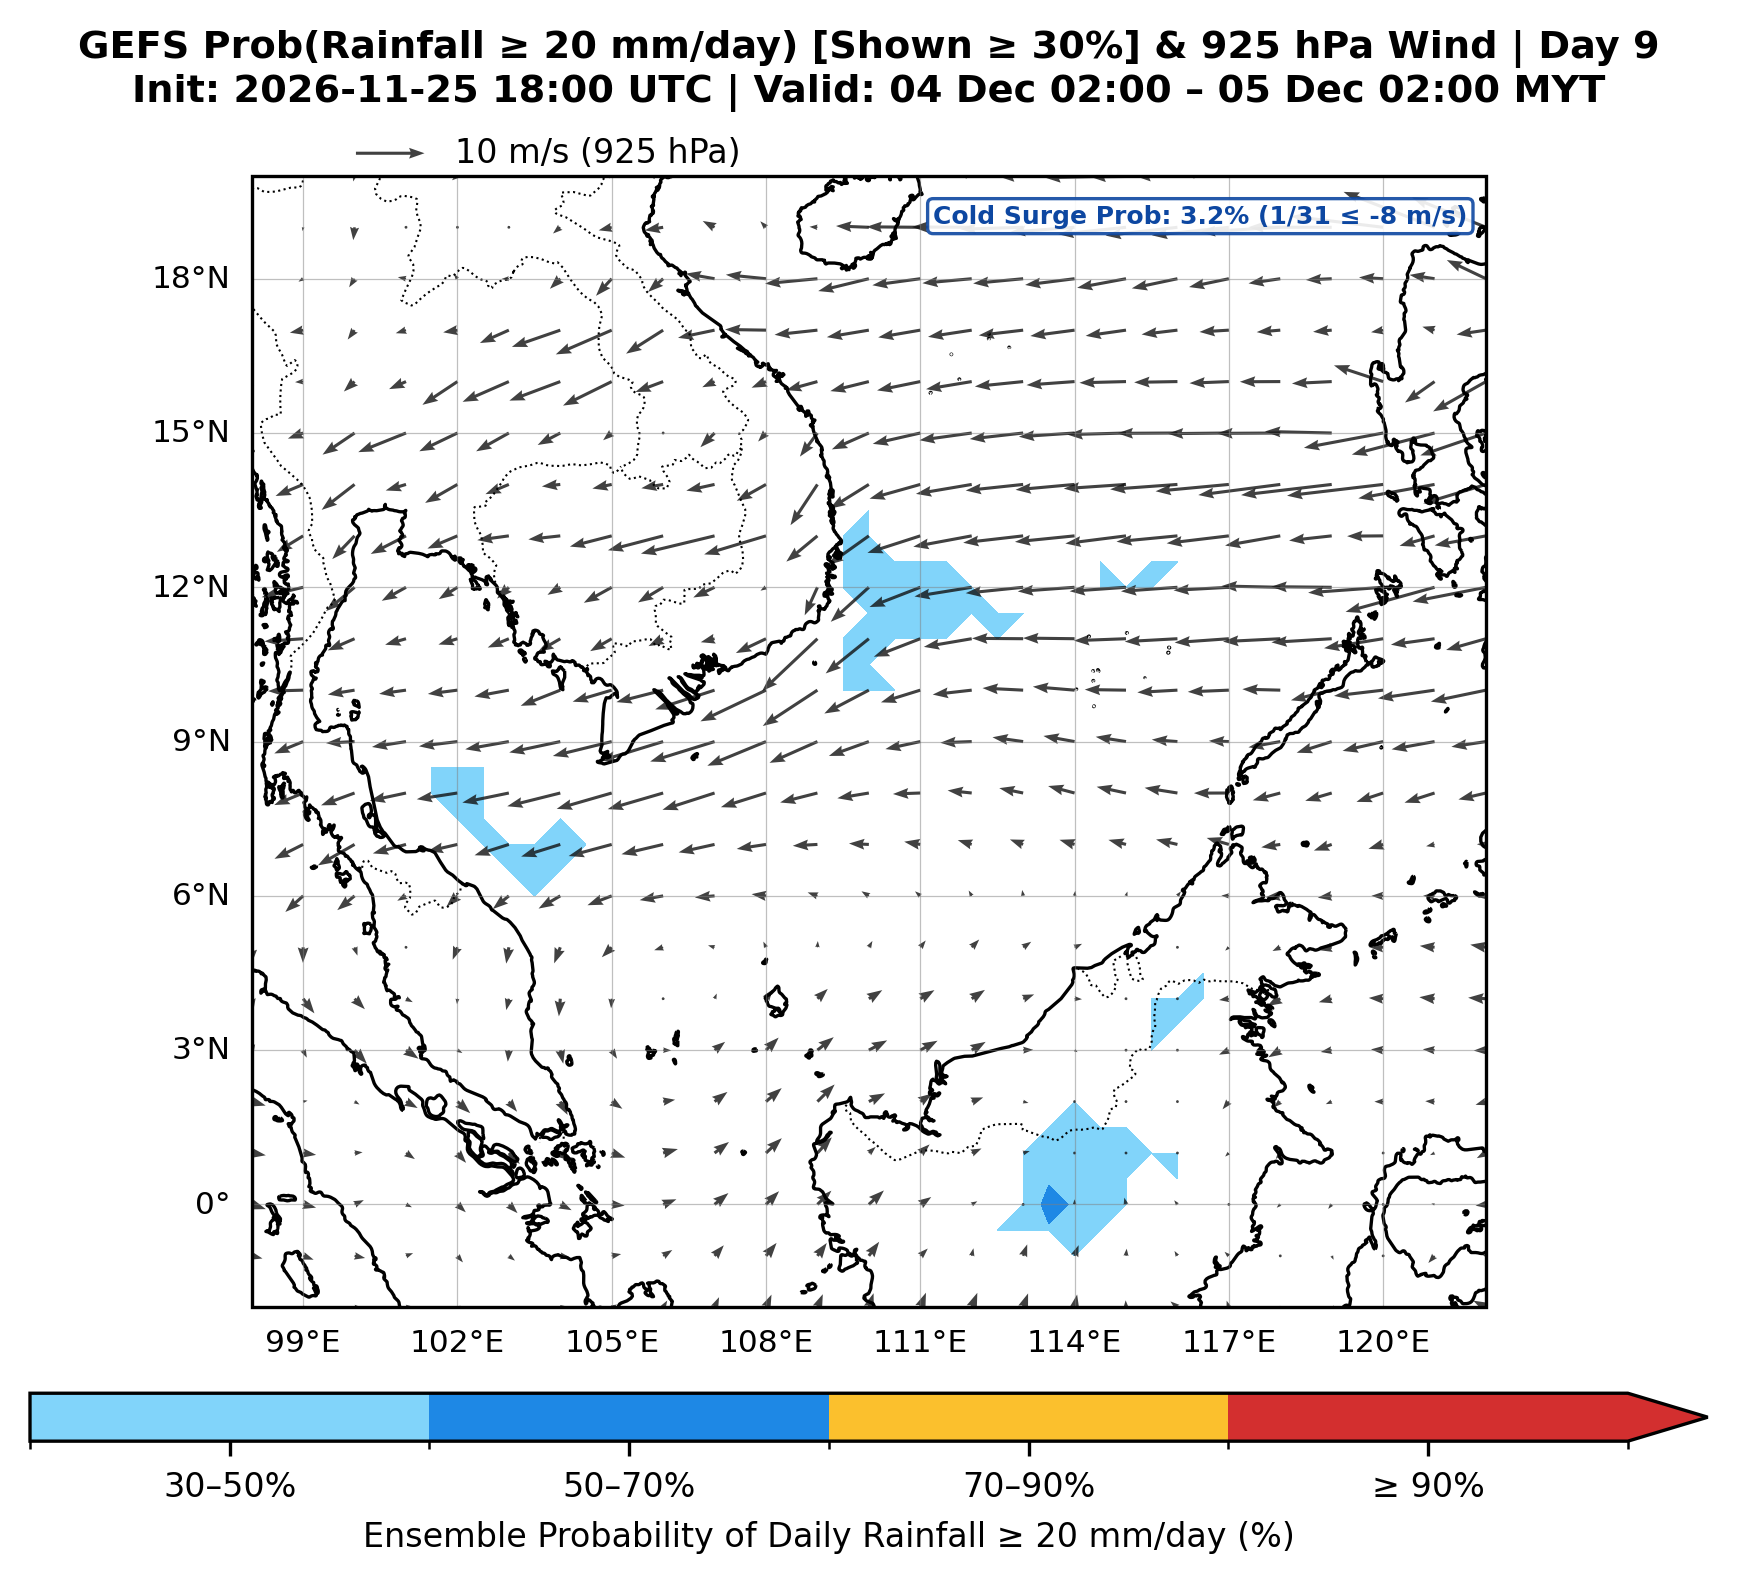 GEFS Prob(Rainfall ≥ 20 mm/day) [Shown ≥ 30%] & 925 hPa Wind | Day 9
Init: 2026-11-25 18:00 UTC | Valid: 04 Dec 02:00 – 05 Dec 02:00 MYT
10 m/s (925 hPa)
Cold Surge Prob: 3.2% (1/31 ≤ -8 m/s)
18°N
15°N
12°N
9°N
6°N
3°N
0°
99°E 102°E 105°E 108°E 111°E 114°E 117°E 120°E
30–50% 50–70% 70–90% ≥ 90%
Ensemble Probability of Daily Rainfall ≥ 20 mm/day (%)